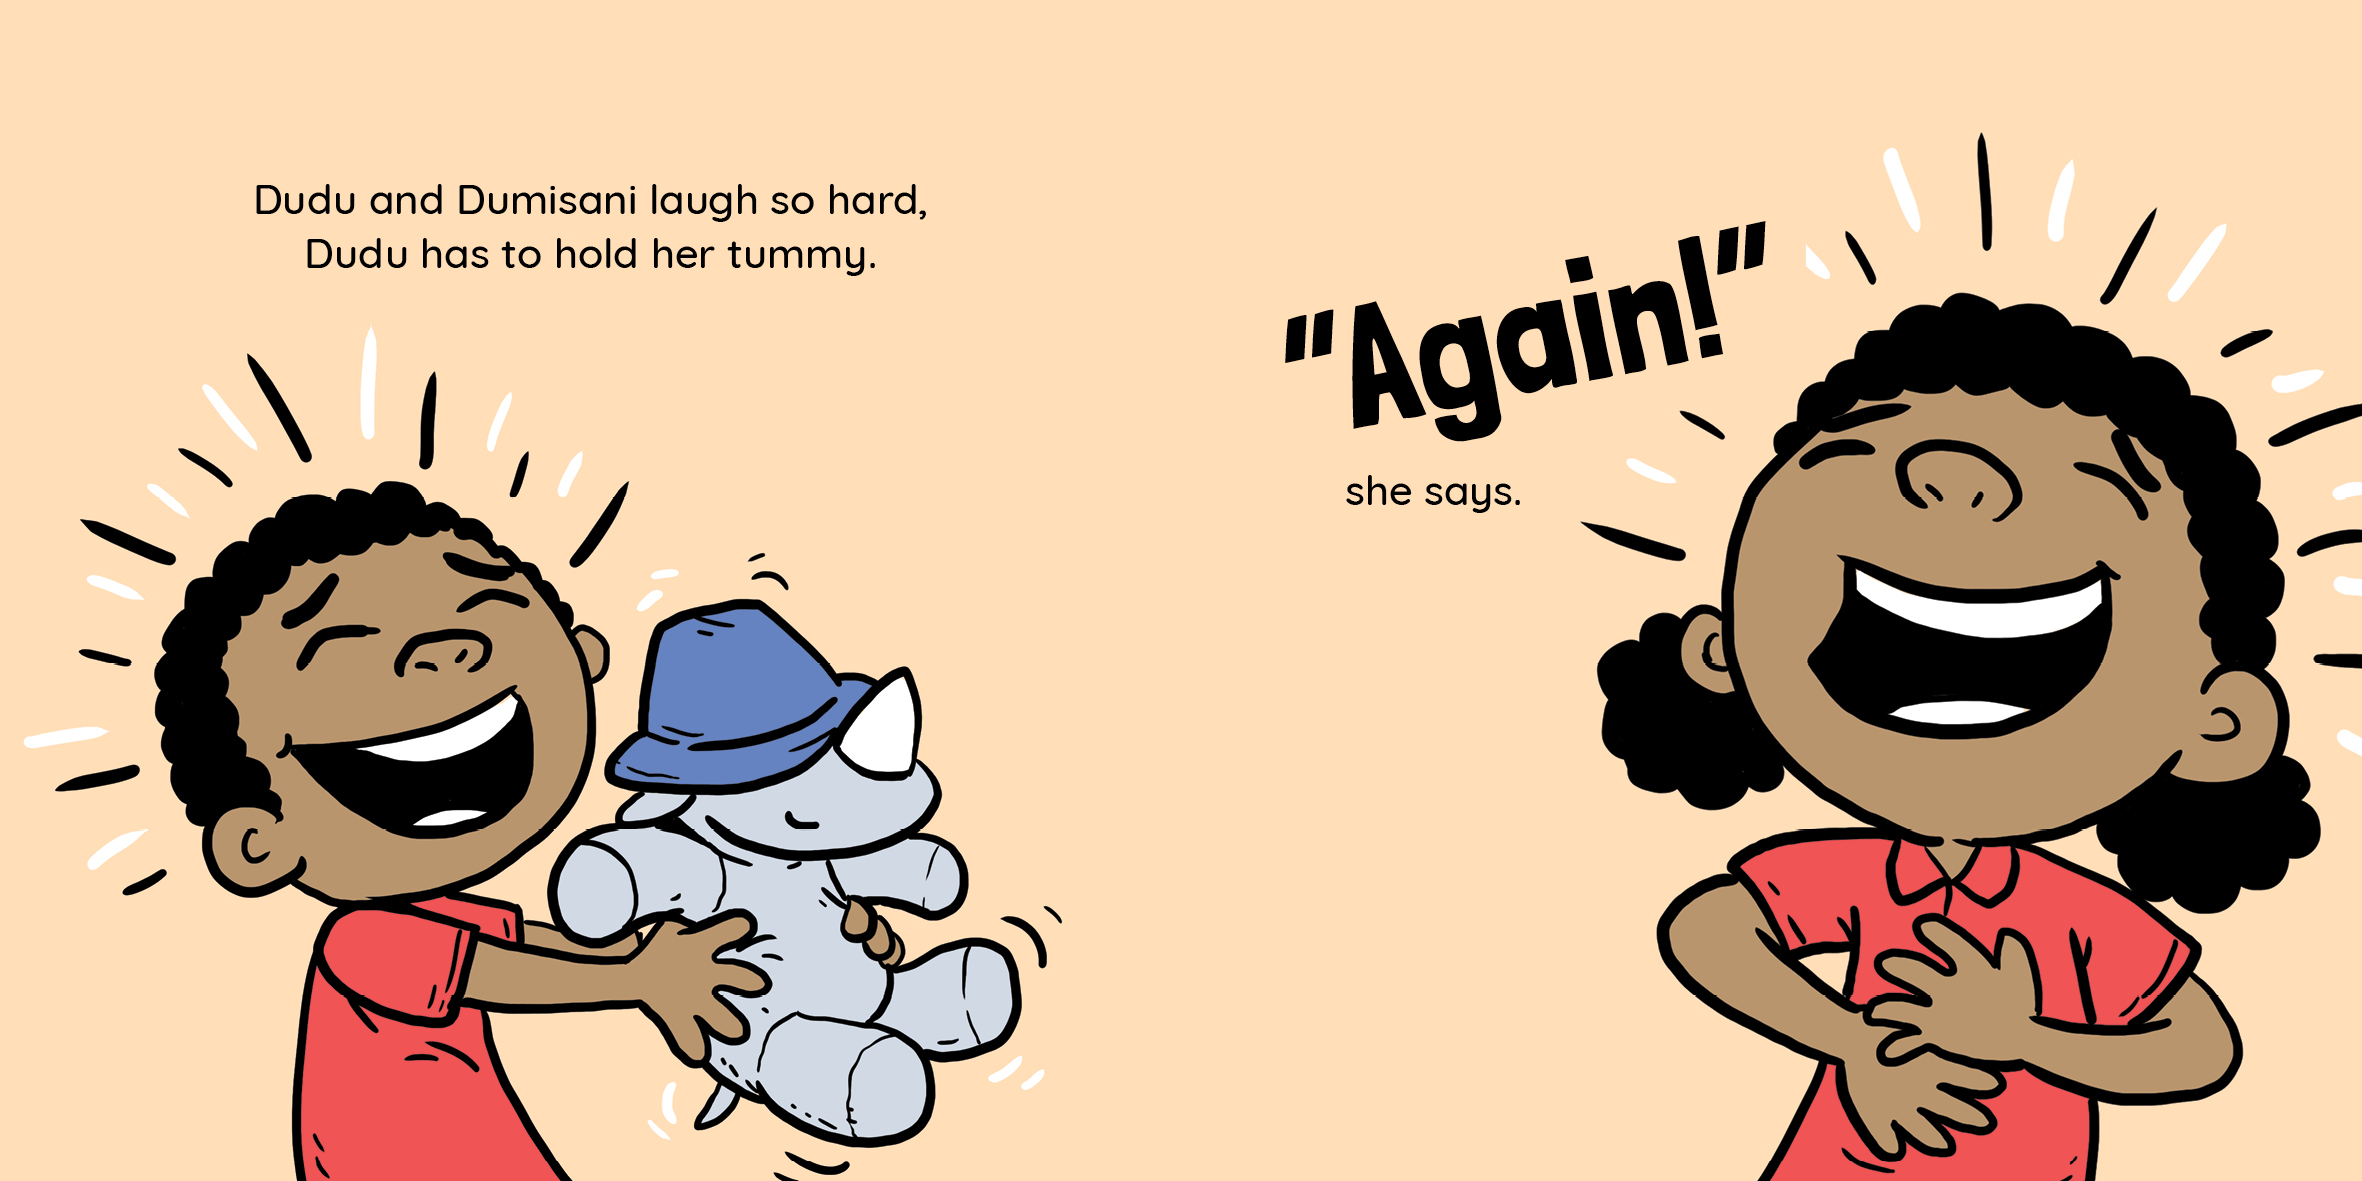 Dudu and Dumisani laugh so hard,
Dudu has to hold her tummy.
"Again!"
she says.